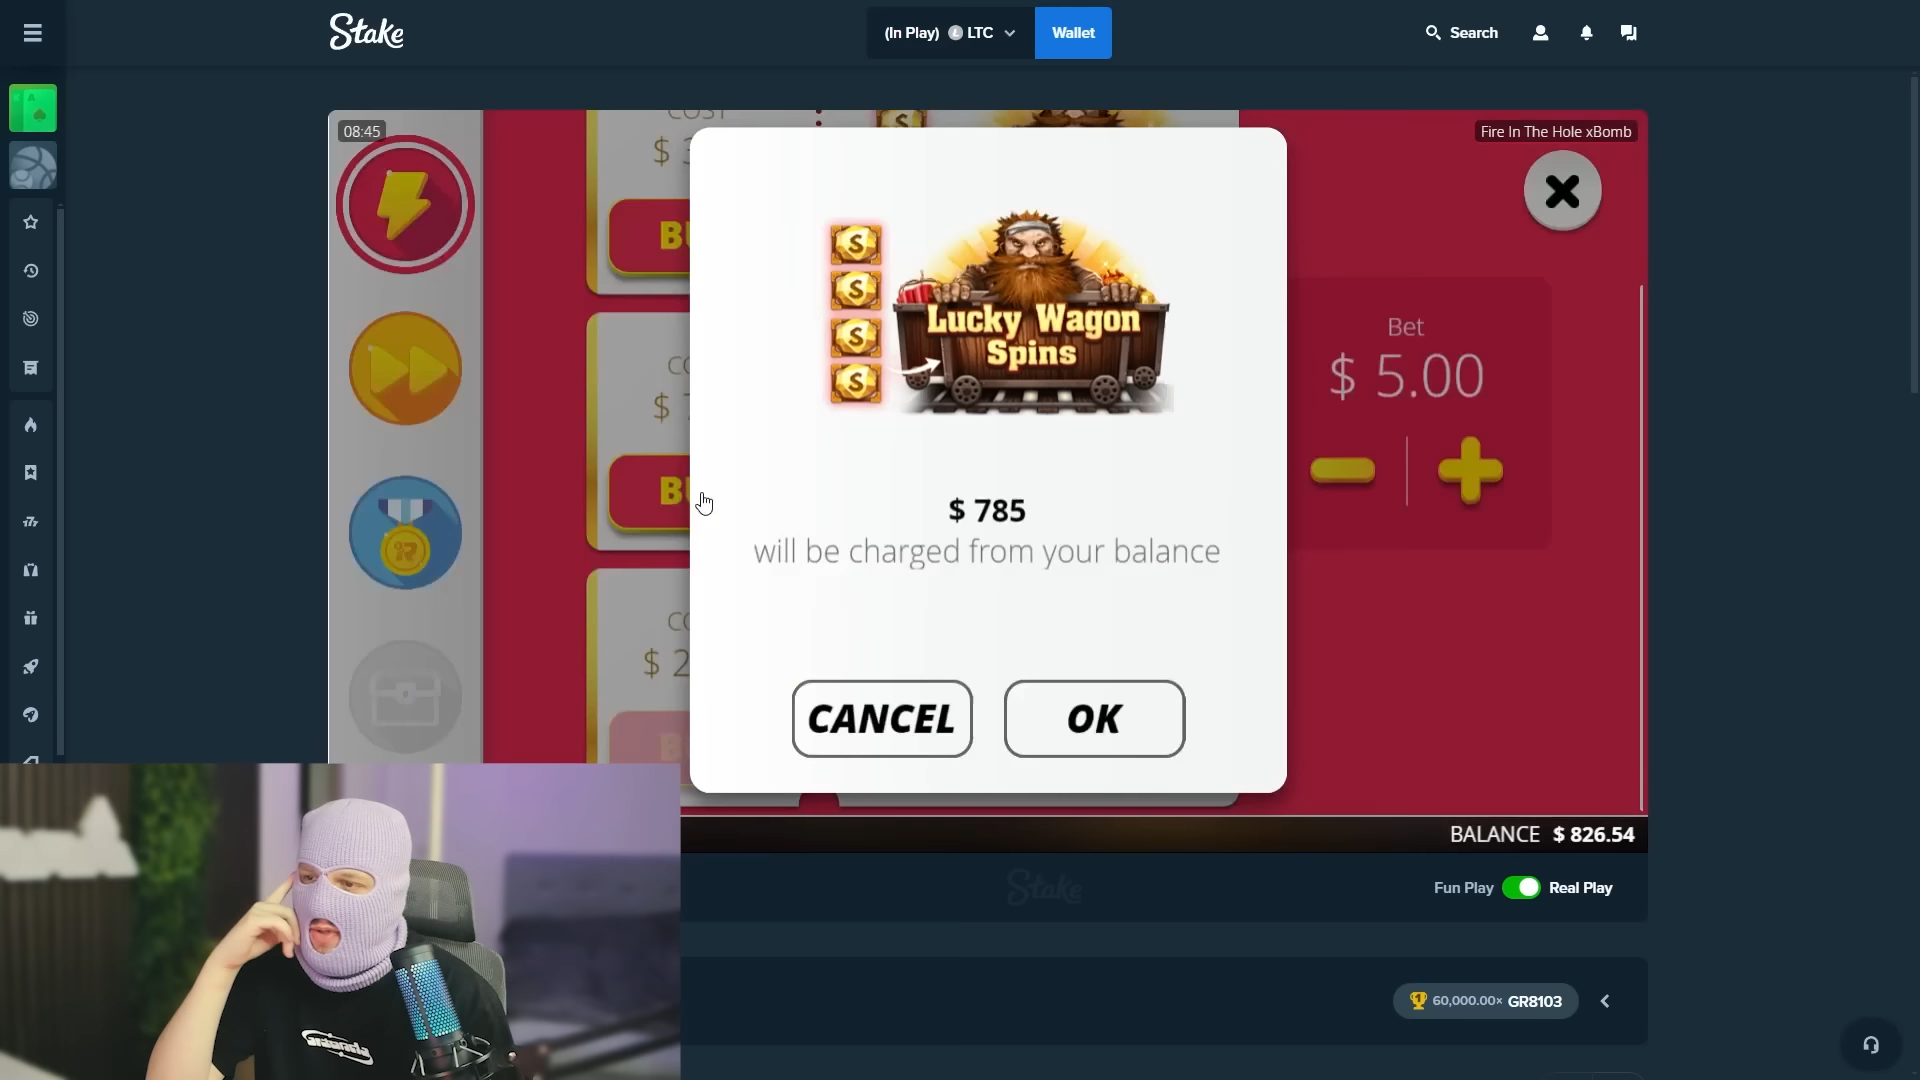 Stake
(In Play) LTC
Wallet
Search
08:45
Fire In The Hole xBomb
COST
$
S
S
S
S
S
Lucky Wagon
Spins
Bet
$ 5.00
$
$ 785
will be charged from your balance
$ 2
CANCEL
OK
BALANCE $ 826.54
Stake
Fun Play
Real Play
60,000.00× GR8103